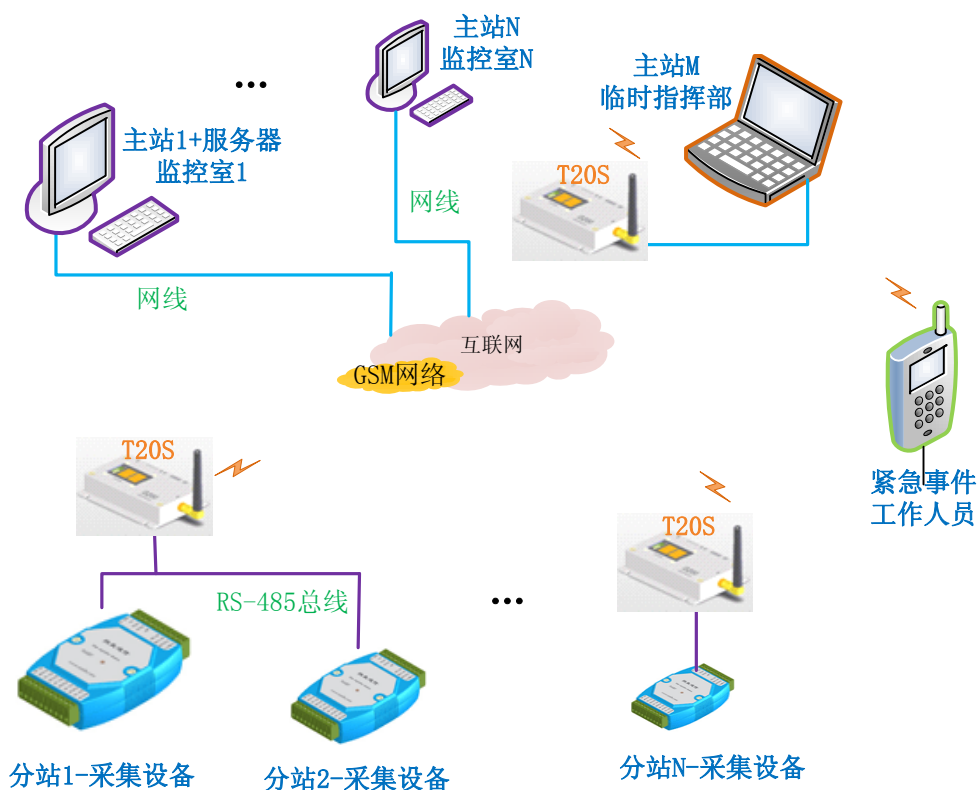 主站N
监控室N
...
主站M
临时指挥部
主站1+服务器
监控室1
T20S
网线
网线
互联网
GSM网络
T20S
紧急事件
工作人员
T20S
RS-485总线
...
分站1-采集设备
分站2-采集设备
分站N-采集设备